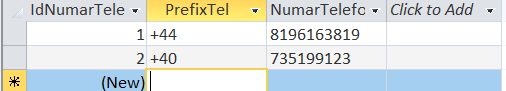 IdNumarTele PrefixTel NumarTelefo Click to Add
1 +44 8196163819
2 +40 735199123
(New)